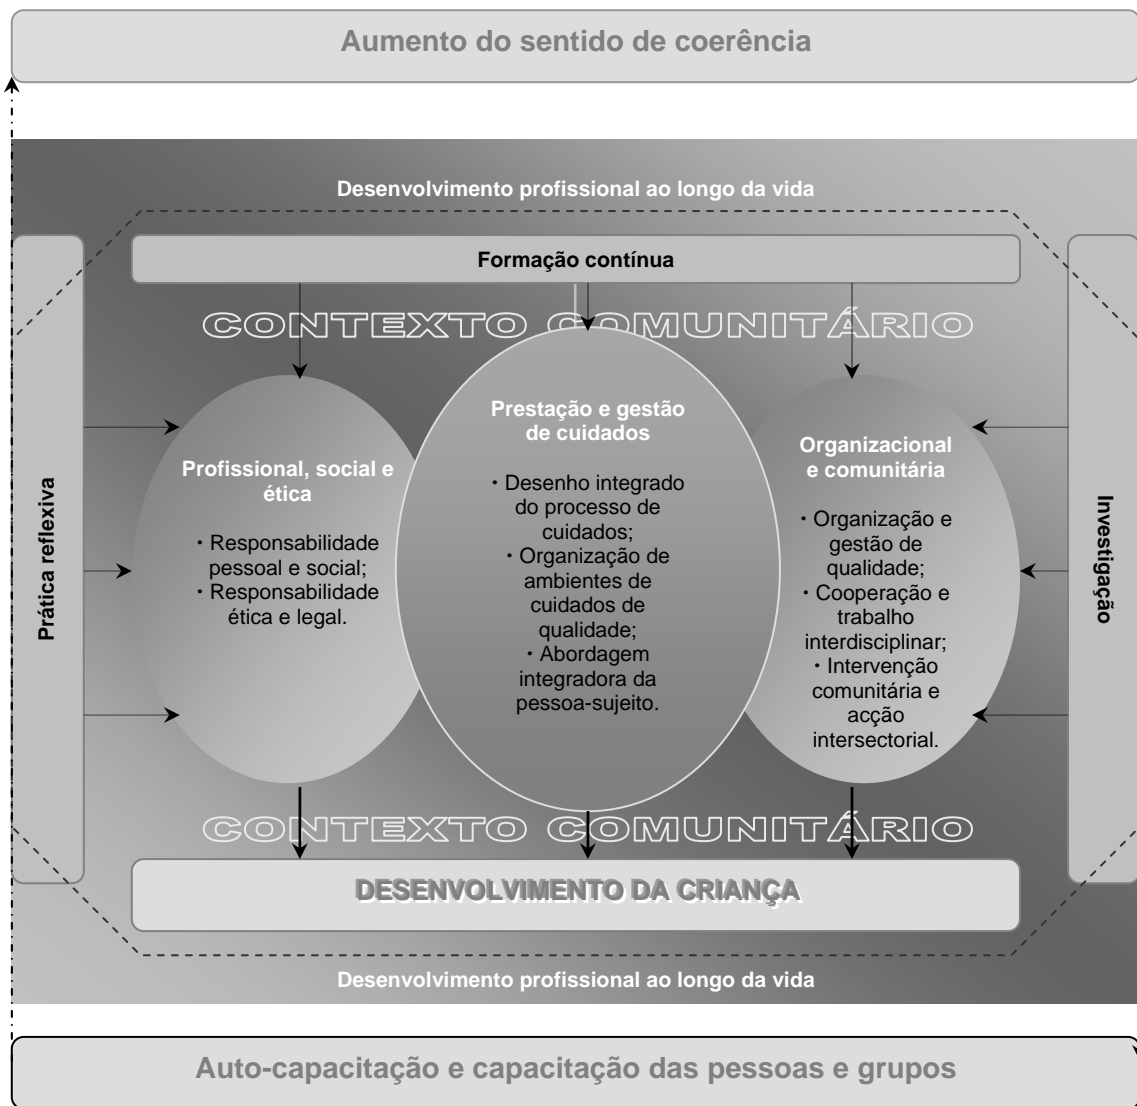 Aumento do sentido de coerência
Desenvolvimento profissional ao longo da vida
Formação contínua
CONTEXTO COMUNITÁRIO
Prática reflexiva
Profissional, social e
ética
· Responsabilidade
pessoal e social;
· Responsabilidade
ética e legal.
Prestação e gestão
de cuidados
· Desenho integrado
do processo de
cuidados;
· Organização de
ambientes de
cuidados de
qualidade;
· Abordagem
integradora da
pessoa-sujeito.
Organizacional
e comunitária
· Organização e
gestão de
qualidade;
· Cooperação e
trabalho
interdisciplinar;
· Intervenção
comunitária e
acção
intersectorial.
Investigação
CONTEXTO COMUNITÁRIO
DESENVOLVIMENTO DA CRIANÇA
Desenvolvimento profissional ao longo da vida
Auto-capacitação e capacitação das pessoas e grupos